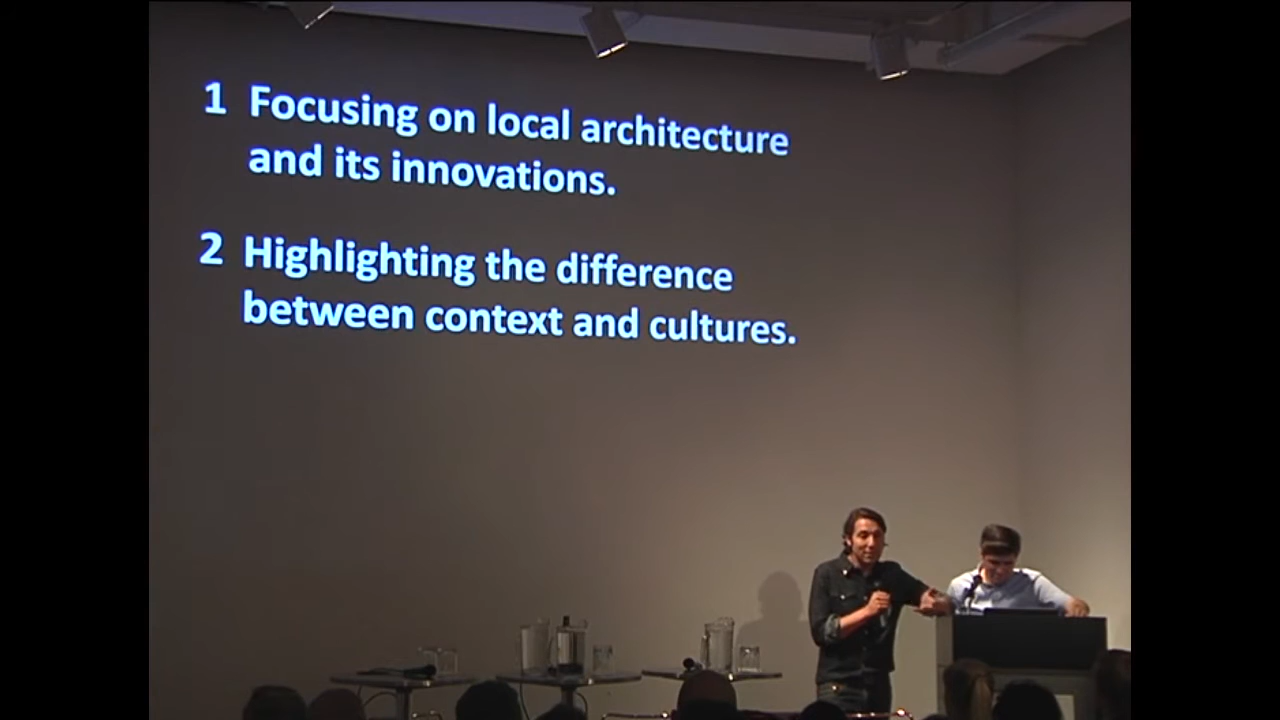 1 Focusing on local architecture
and its innovations.
2 Highlighting the difference
between context and cultures.